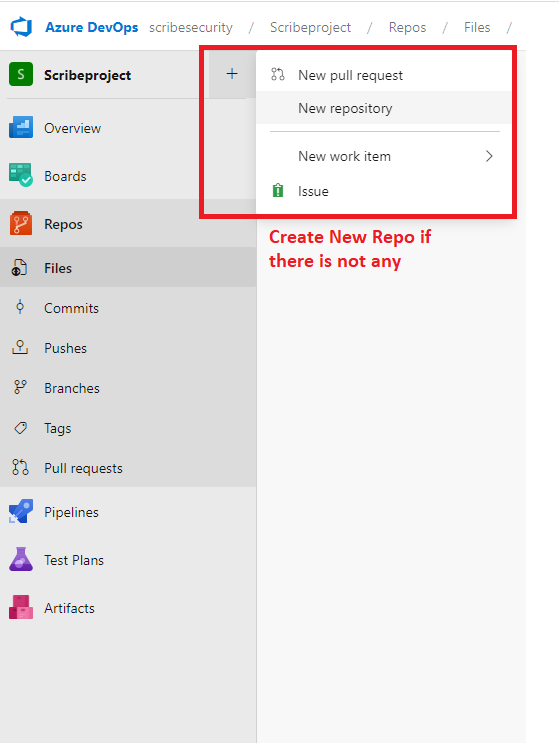 Azure DevOps scribesecurity / Scribeproject / Repos / Files /
S Scribeproject +
New pull request
New repository
New work item
Issue
Overview
Boards
Repos
Files
Commits
Pushes
Branches
Tags
Pull requests
Pipelines
Test Plans
Artifacts
Create New Repo if
there is not any